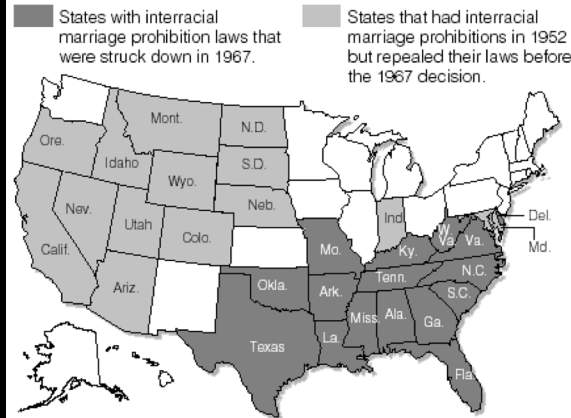 States with interracial
marriage prohibition laws that
were struck down in 1967.
States that had interracial
marriage prohibitions in 1952
but repealed their laws before
the 1967 decision.
Mont.
N.D.
Ore.
Idaho
S.D.
Wyo.
Neb.
Nev.
Utah
Colo.
Ind
Calif.
Del.
Md.
W.
Va.
Va.
Mo.
Ky.
Ariz.
Okla.
Ark.
Tenn.
N.C.
S.C.
Miss.
Ala.
Ga.
Texas
La.
Fla.